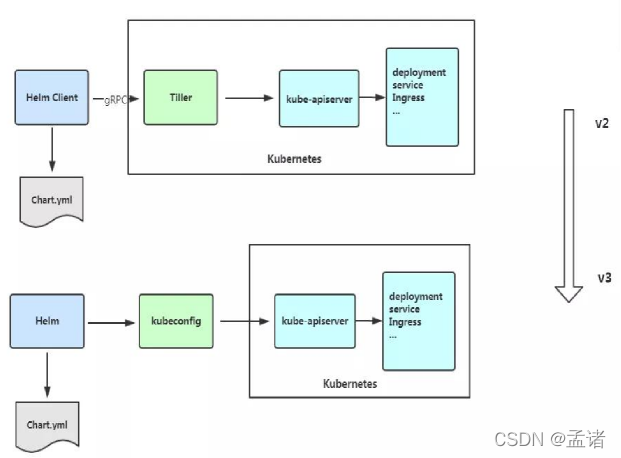 deployment
service
Ingress
...
Helm Client
gRPC
Tiller
kube-apiserver
Kubernetes
Chart.yml
v2
v3
deployment
service
Ingress
...
Helm
kubeconfig
kube-apiserver
Kubernetes
Chart.yml
CSDN @孟诸